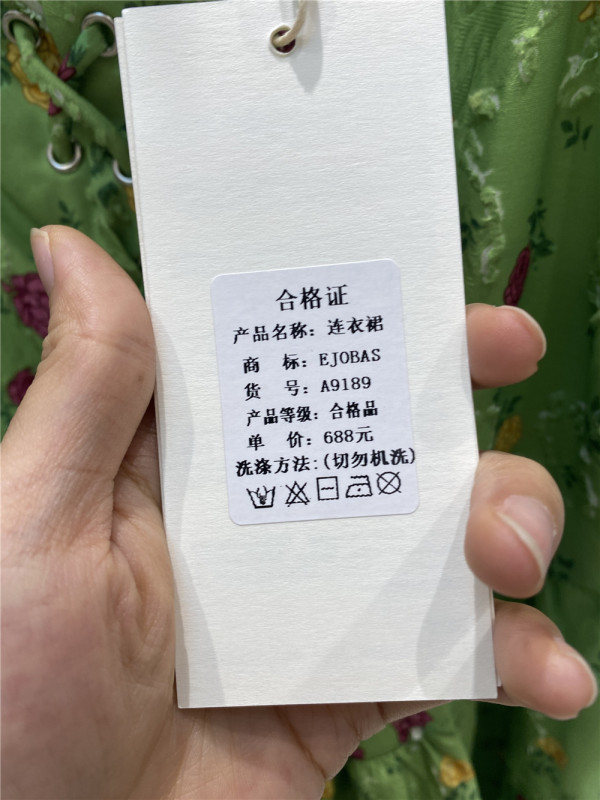 合格证
产品名称：连衣裙
商 标：EJOBAS
货 号：A9189
产品等级：合格品
单 价：688元
洗涤方法:(切勿机洗)